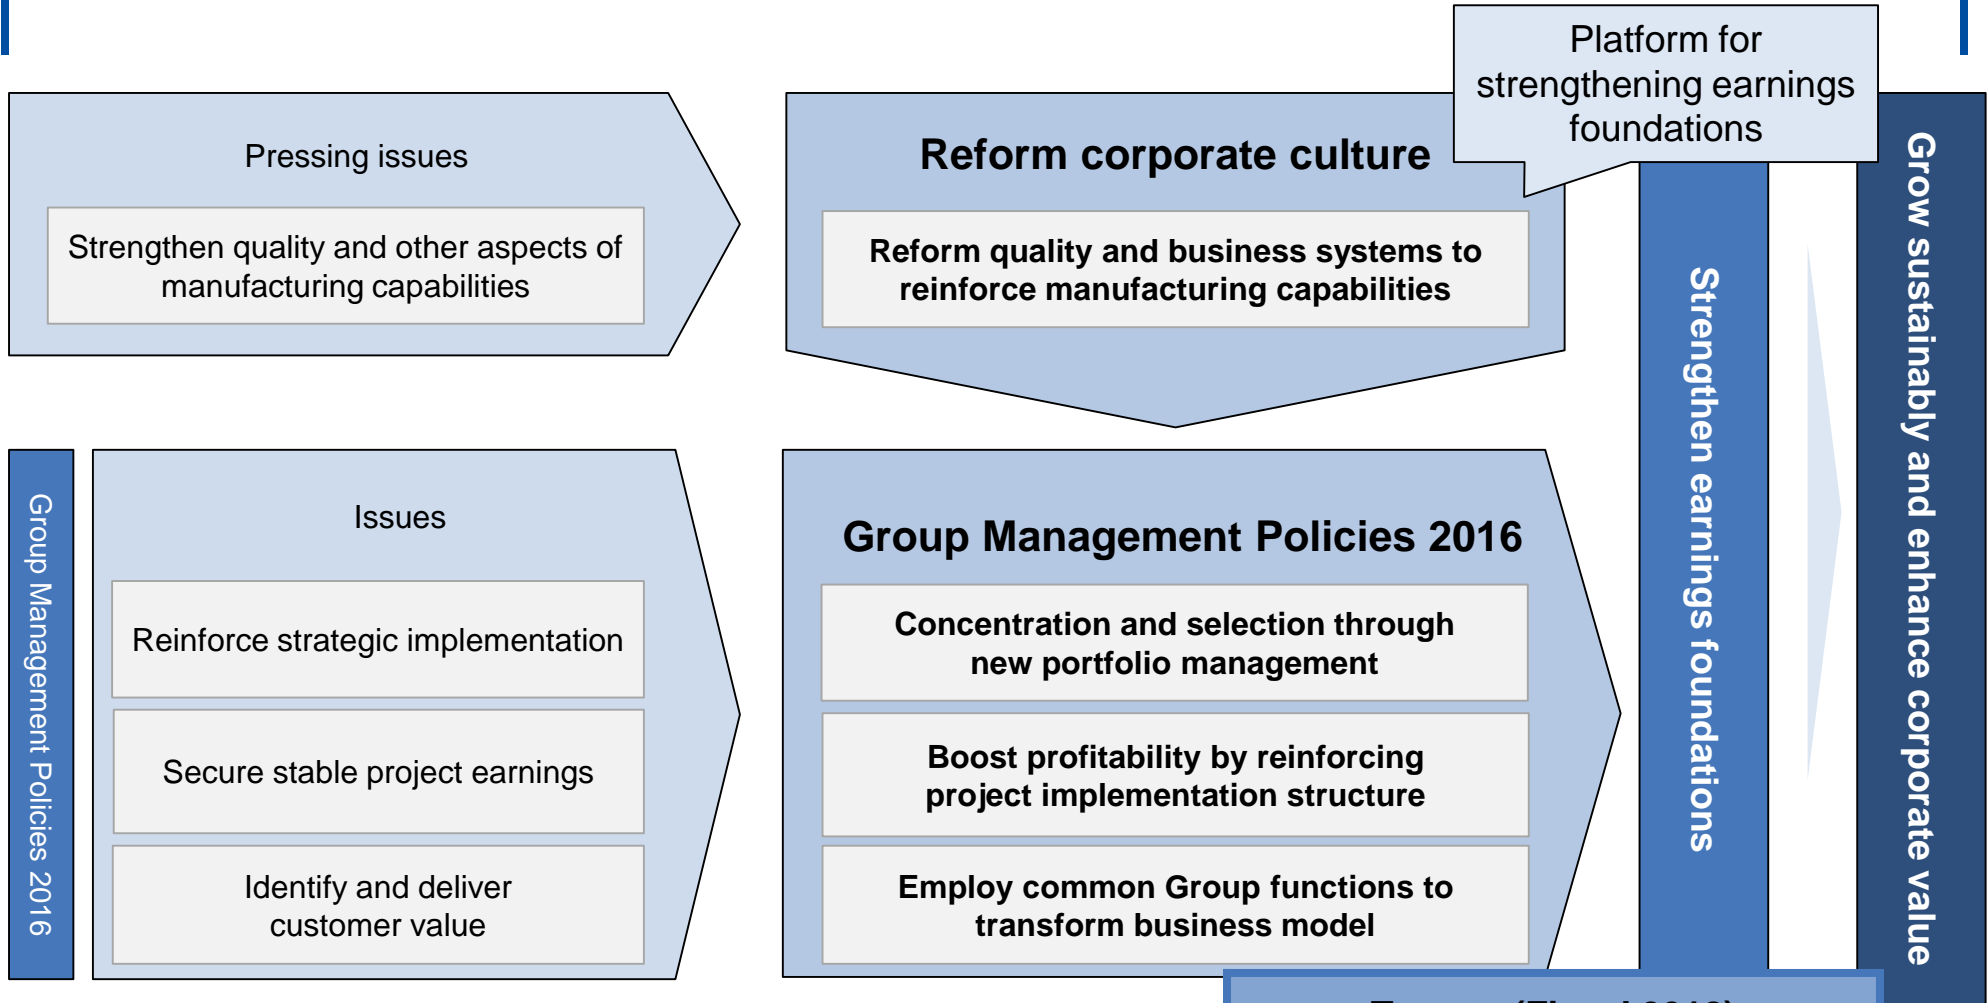 Platform for
strengthening earnings
foundations
Pressing issues
Strengthen quality and other aspects of
manufacturing capabilities
Reform corporate culture
Reform quality and business systems to
reinforce manufacturing capabilities
Group Management Policies 2016
Issues
Reinforce strategic implementation
Secure stable project earnings
Identify and deliver
customer value
Group Management Policies 2016
Concentration and selection through
new portfolio management
Boost profitability by reinforcing
project implementation structure
Employ common Group functions to
transform business model
Strengthen earnings foundations
Grow sustainably and enhance corporate value